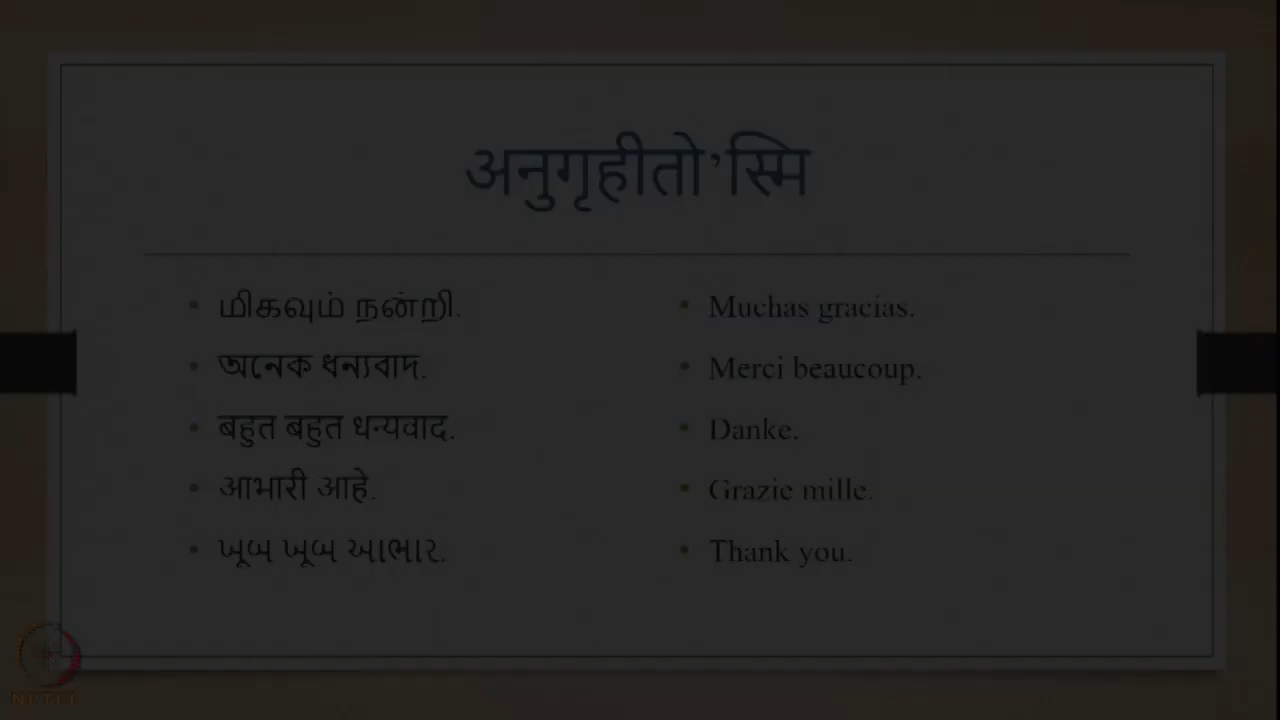 अनुगृहीतो’स्मि
மிகவும் நன்றி.
অনেক ধন্যবাদ.
बहुत बहुत धन्यवाद.
आभारी आहे.
ખૂબ ખૂબ આભાર.
Muchas gracias.
Merci beaucoup.
Danke.
Grazie mille.
Thank you.
NPTEL